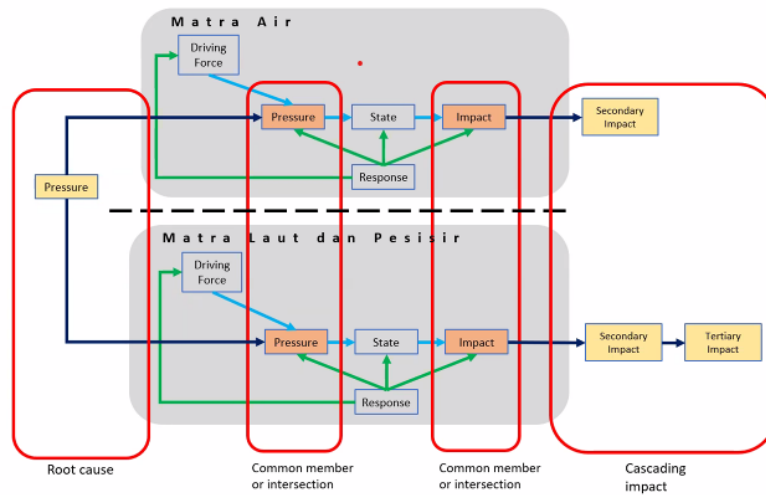 Matra Air
Driving
Force
Pressure
State
Impact
Secondary
Impact
Response
Pressure
Matra Laut dan Pesisir
Driving
Force
Pressure
State
Impact
Secondary
Impact
Tertiary
Impact
Response
Root cause
Common member
or intersection
Common member
or intersection
Cascading
impact